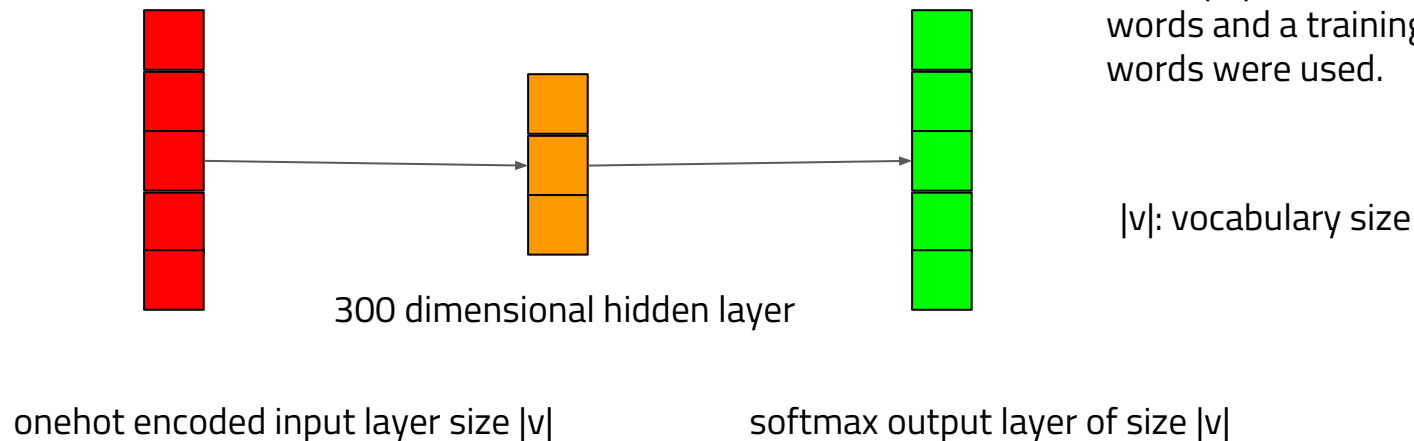 words and a training
words were used.
|v|: vocabulary size
300 dimensional hidden layer
onehot encoded input layer size |v|
softmax output layer of size |v|